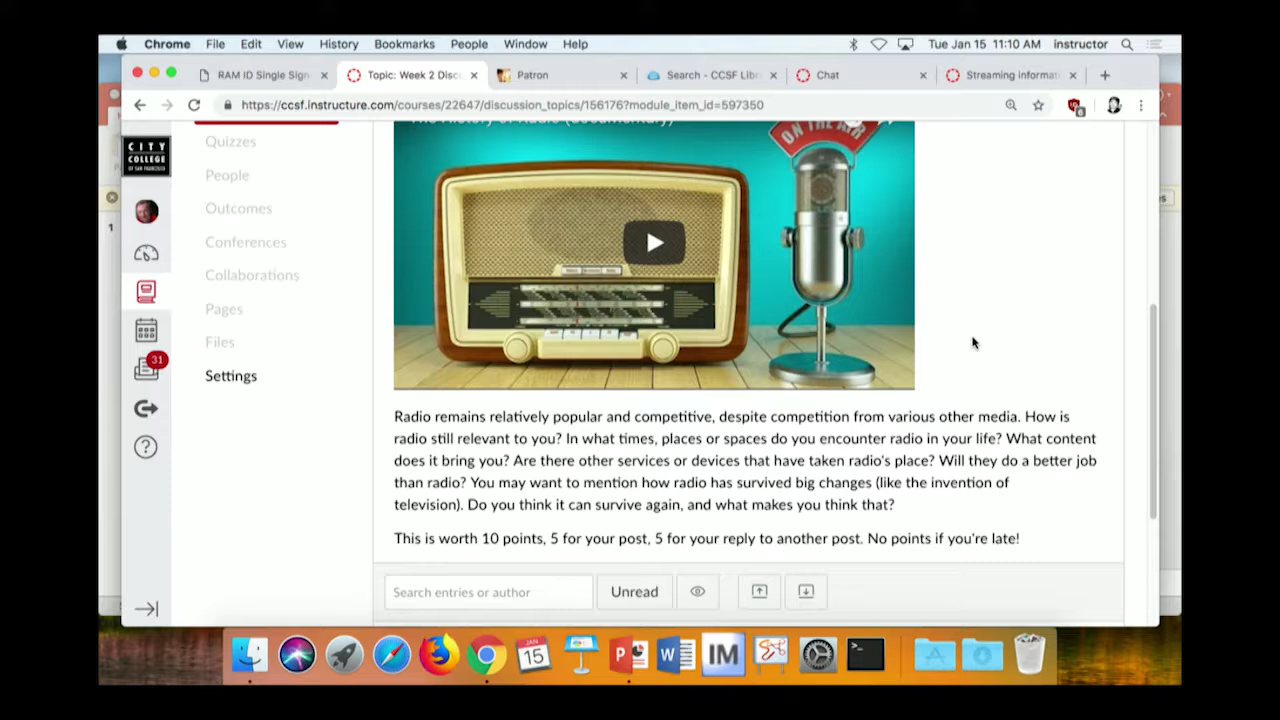 Chrome File Edit View History Bookmarks People Window Help Tue Jan 15 11:10 AM instructor
RAM ID Single Sign Topic: Week 2 Disc Patron Search - CCSF Libr Chat Streaming informat
https://ccsf.instructure.com/courses/22647/discussion_topics/156176?module_item_id=597350
6
ON THE AIR
CITY
COLLEGE
OF SAN FRANCISCO
Quizzes
People
Outcomes
Conferences
Collaborations
Pages
Files
Settings
31
1
es
Radio remains relatively popular and competitive, despite competition from various other media. How is
radio still relevant to you? In what times, places or spaces do you encounter radio in your life? What content
does it bring you? Are there other services or devices that have taken radio's place? Will they do a better job
than radio? You may want to mention how radio has survived big changes (like the invention of
television). Do you think it can survive again, and what makes you think that?
This is worth 10 points, 5 for your post, 5 for your reply to another post. No points if you're late!
Search entries or author Unread
JAN
15
P
W
IM